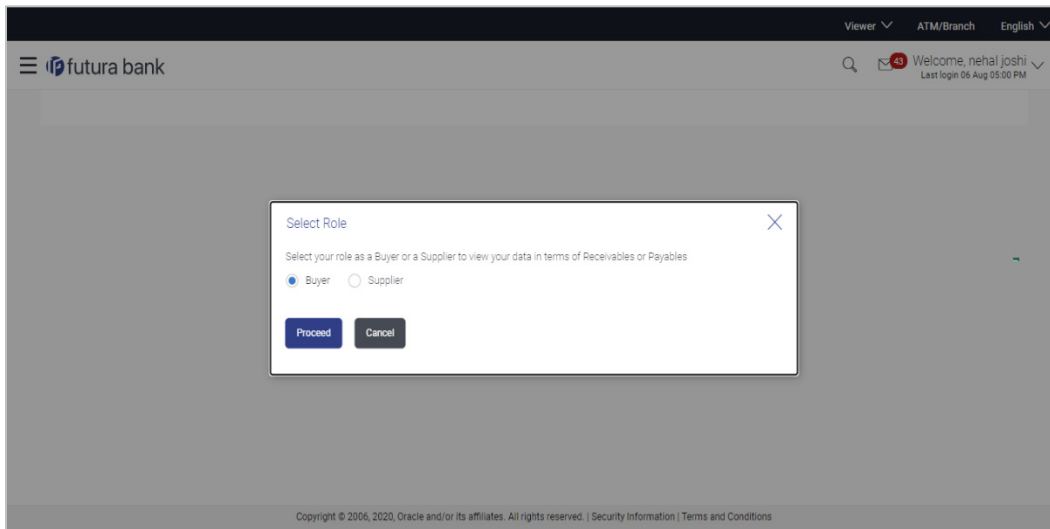 Viewer ATM/Branch English
futura bank
43 Welcome, nehal joshi
Last login 06 Aug 05:00 PM
Select Role
Select your role as a Buyer or a Supplier to view your data in terms of Receivables or Payables
Buyer Supplier
Proceed Cancel
Copyright © 2006, 2020, Oracle and/or its affiliates. All rights reserved. | Security Information | Terms and Conditions